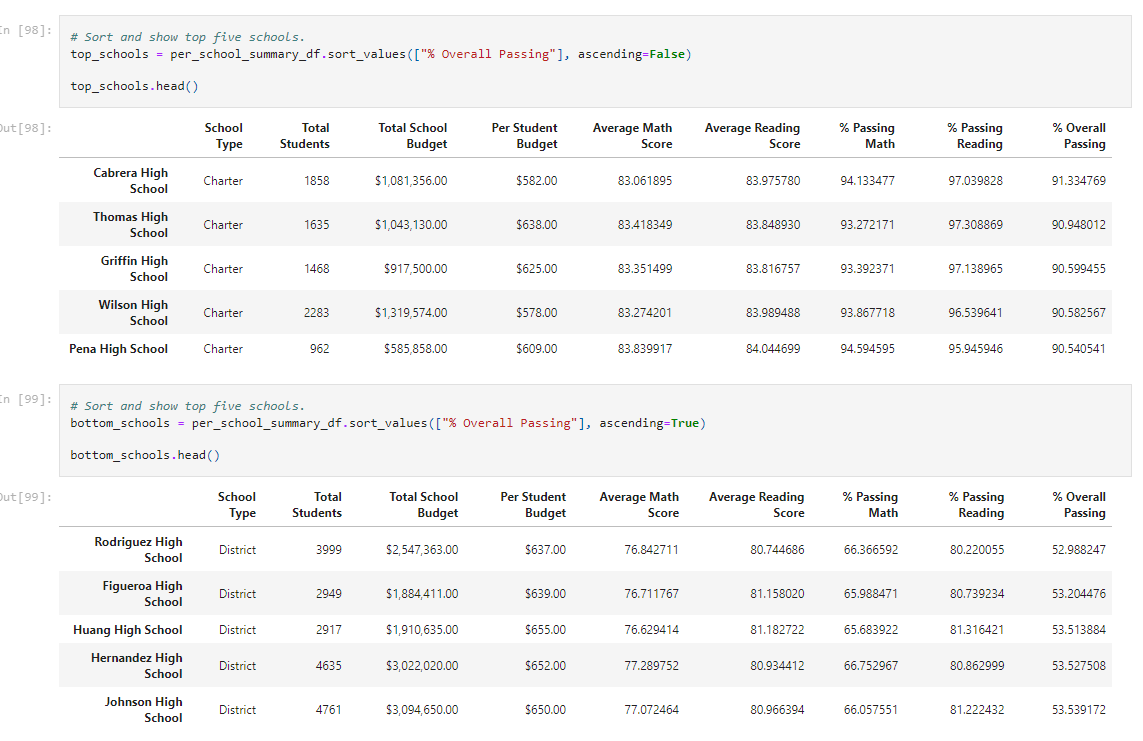 In [98]:
# Sort and show top five schools.
top_schools = per_school_summary_df.sort_values(["% Overall Passing"], ascending=False)
top_schools.head()
Out[98]:
School Type Total Students Total School Budget Per Student Budget Average Math Score Average Reading Score % Passing Math % Passing Reading % Overall Passing
Cabrera High School Charter 1858 $1,081,356.00 $582.00 83.061895 83.975780 94.133477 97.039828 91.334769
Thomas High School Charter 1635 $1,043,130.00 $638.00 83.418349 83.848930 93.272171 97.308869 90.948012
Griffin High School Charter 1468 $917,500.00 $625.00 83.351499 83.816757 93.392371 97.138965 90.599455
Wilson High School Charter 2283 $1,319,574.00 $578.00 83.274201 83.989488 93.867718 96.539641 90.582567
Pena High School Charter 962 $585,858.00 $609.00 83.839917 84.044699 94.594595 95.945946 90.540541
In [99]:
# Sort and show top five schools.
bottom_schools = per_school_summary_df.sort_values(["% Overall Passing"], ascending=True)
bottom_schools.head()
Out[99]:
School Type Total Students Total School Budget Per Student Budget Average Math Score Average Reading Score % Passing Math % Passing Reading % Overall Passing
Rodriguez High School District 3999 $2,547,363.00 $637.00 76.842711 80.744686 66.366592 80.220055 52.988247
Figueroa High School District 2949 $1,884,411.00 $639.00 76.711767 81.158020 65.988471 80.739234 53.204476
Huang High School District 2917 $1,910,635.00 $655.00 76.629414 81.182722 65.683922 81.316421 53.513884
Hernandez High School District 4635 $3,022,020.00 $652.00 77.289752 80.934412 66.752967 80.862999 53.527508
Johnson High School District 4761 $3,094,650.00 $650.00 77.072464 80.966394 66.057551 81.222432 53.539172